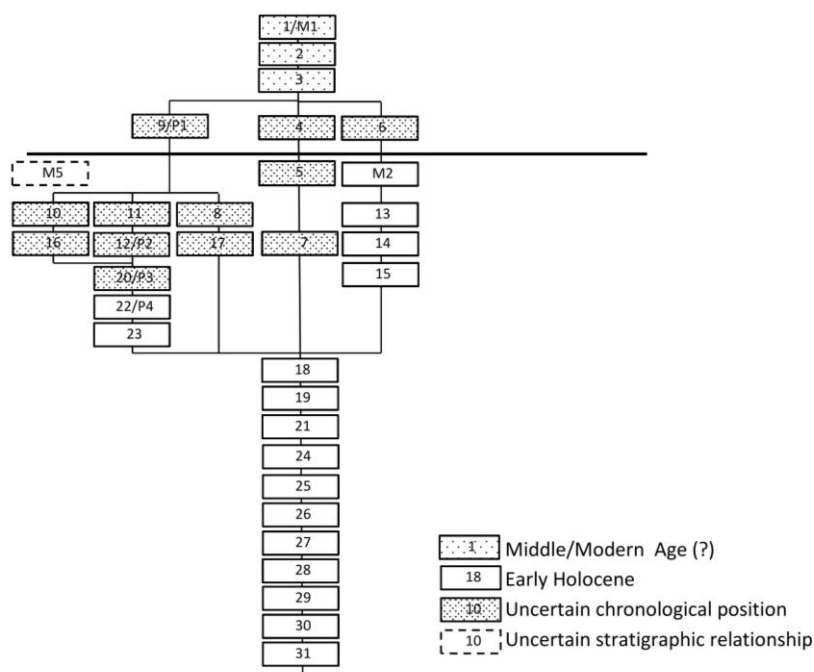 1/M1
2
3
9/P1 4 6
M5 5 M2
10 11 8 13
16 12/P2 17 7 14
20/P3 15
22/P4
23
18
19
21
24
25
26
27
28
29
30
31
1 Middle/Modern Age (?)
18 Early Holocene
10 Uncertain chronological position
10 Uncertain stratigraphic relationship